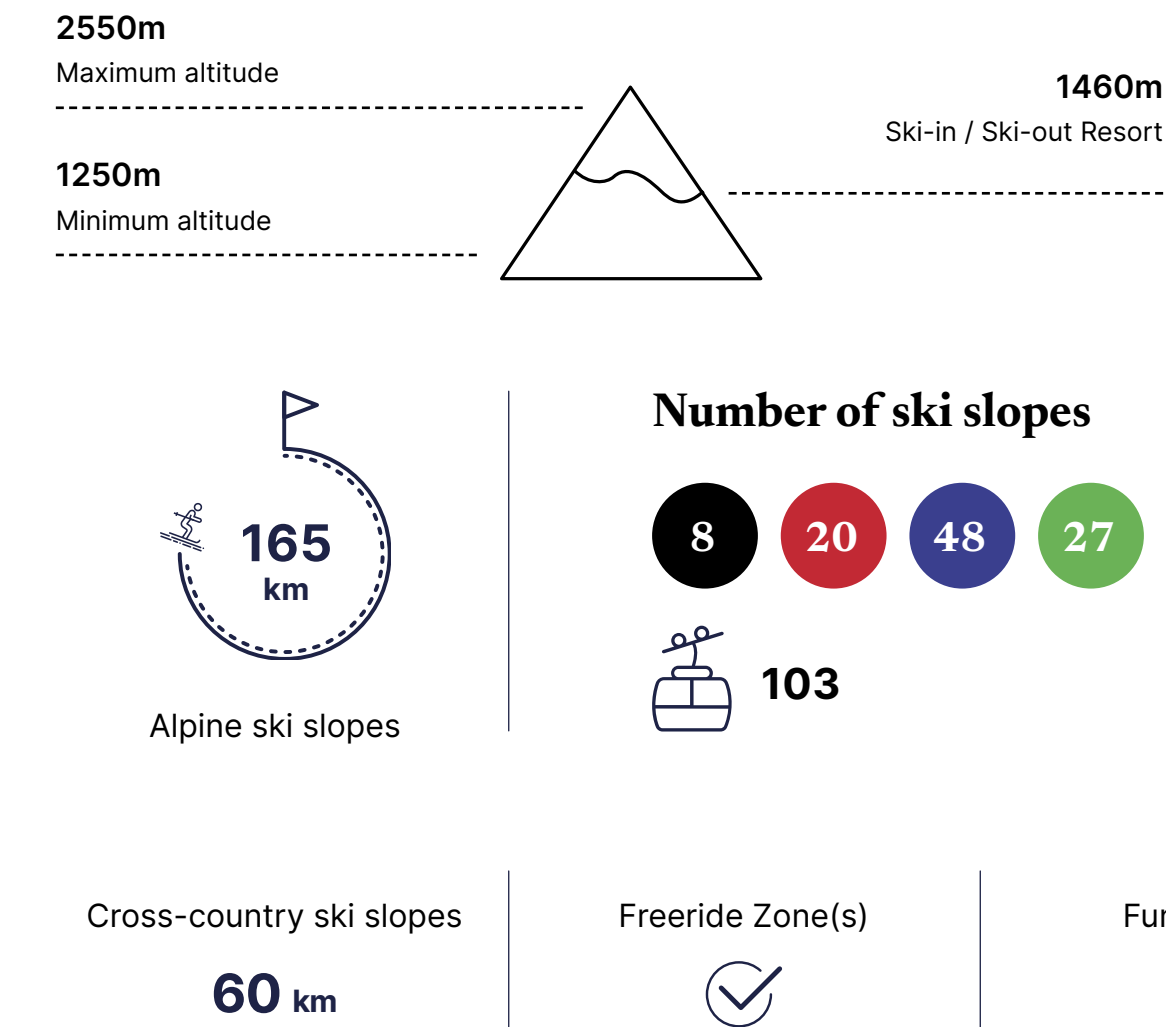 2550m
Maximum altitude
1460m
Ski-in / Ski-out Resort
1250m
Minimum altitude
165
km
Alpine ski slopes
Number of ski slopes
8 20 48 27
103
Cross-country ski slopes
60 km
Freeride Zone(s)